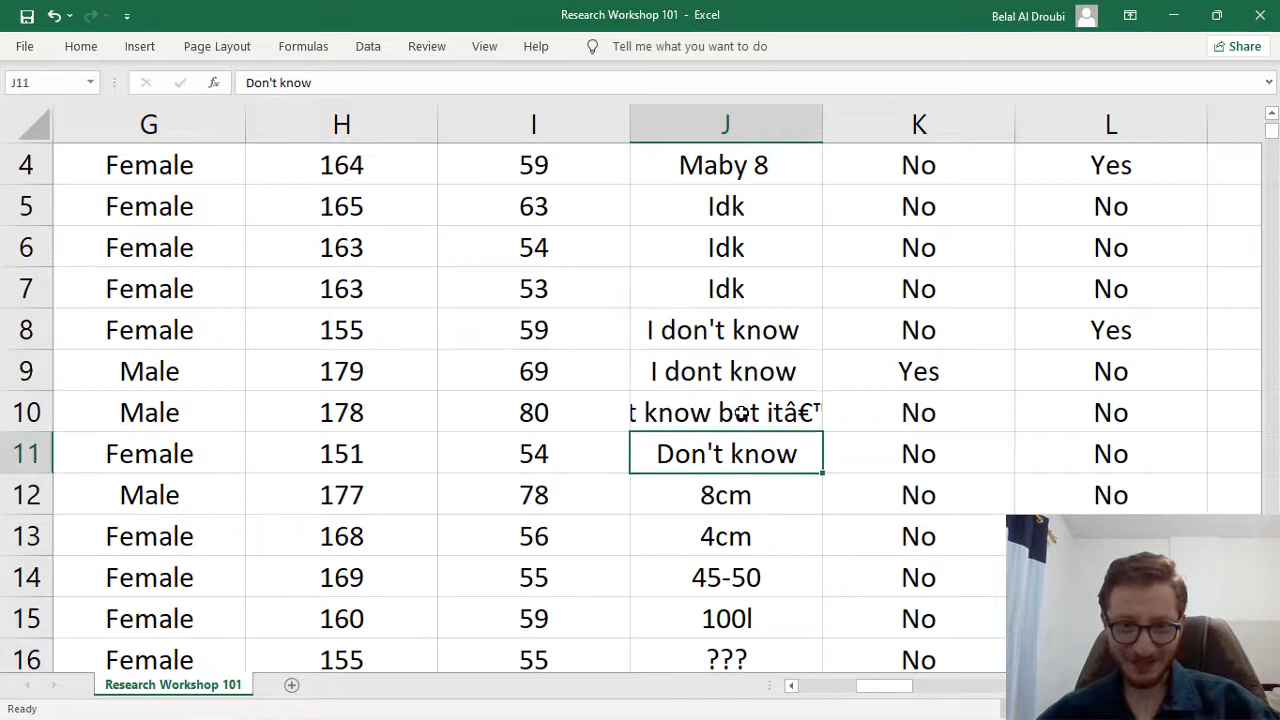 Research Workshop 101 - Excel
Belal Al Droubi
File Home Insert Page Layout Formulas Data Review View Help Tell me what you want to do Share
J11 fx Don't know
G H I J K L
4 Female 164 59 Maby 8 No Yes
5 Female 165 63 Idk No No
6 Female 163 54 Idk No No
7 Female 163 53 Idk No No
8 Female 155 59 I don't know No Yes
9 Male 179 69 I dont know Yes No
10 Male 178 80 t know but itâ€™ No No
11 Female 151 54 Don't know No No
12 Male 177 78 8cm No No
13 Female 168 56 4cm No
14 Female 169 55 45-50 No
15 Female 160 59 100l No
16 Female 155 55 ??? No
Research Workshop 101
Ready